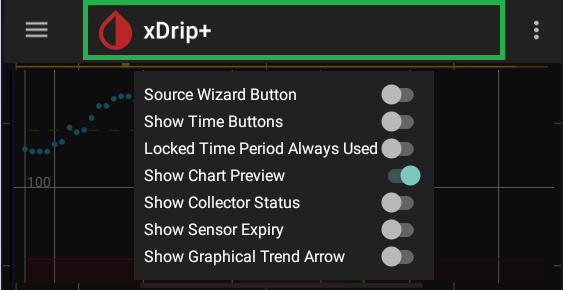 xDrip+
Source Wizard Button
Show Time Buttons
Locked Time Period Always Used
Show Chart Preview
Show Collector Status
Show Sensor Expiry
Show Graphical Trend Arrow
100